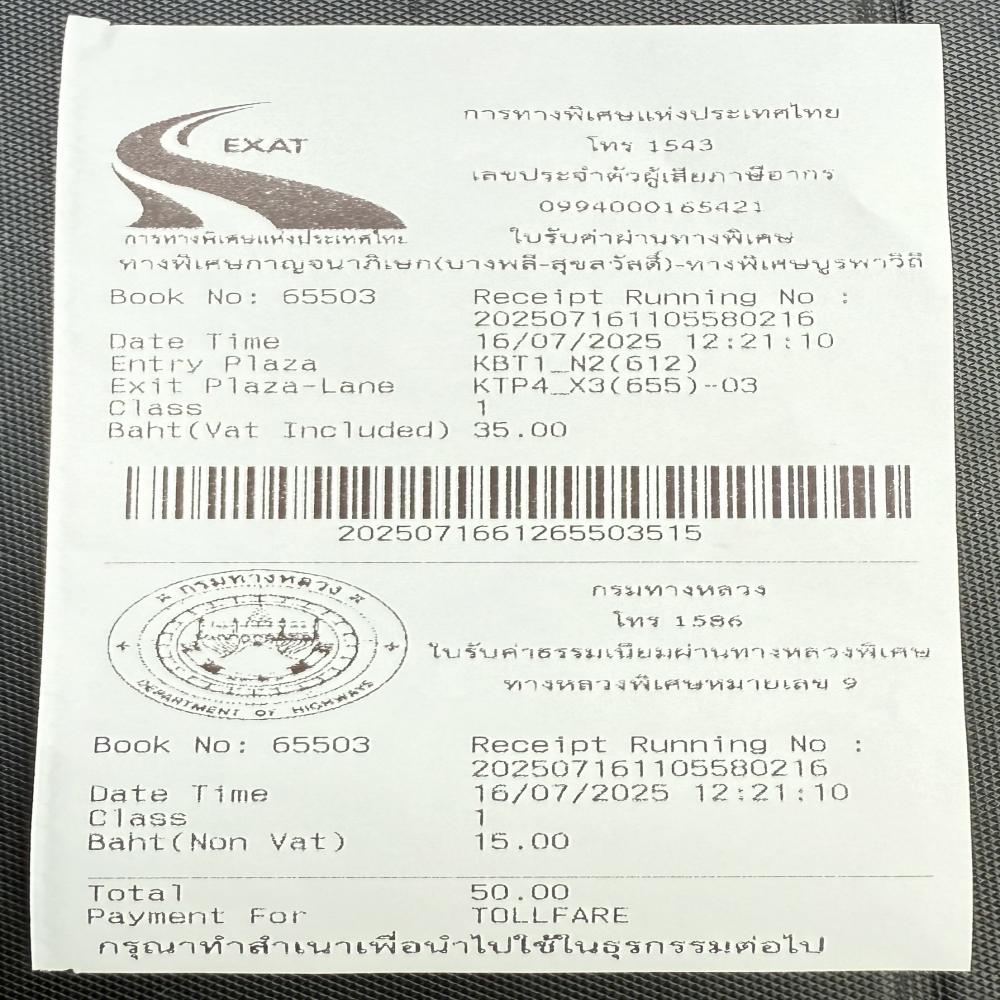 EXAT
การทางพิเศษแห่งประเทศไทย
การทางพิเศษแห่งประเทศไทย
โทร 1543
เลขประจำตัวผู้เสียภาษีอากร
0994000165421
ใบรับค่าผ่านทางพิเศษ
ทางพิเศษกาญจนาภิเษก(บางพลี-สุขสวัสดิ์)-ทางพิเศษบูรพาวิถี
Book No: 65503 Receipt Running No :
202507161105580216
Date Time 16/07/2025 12:21:10
Entry Plaza KBT1_N2(612)
Exit Plaza-Lane KTP4_X3(655)-03
Class 1
Baht(Vat Included) 35.00
2025071661265503515
กรมทางหลวง
DEPARTMENT OF HIGHWAYS
กรมทางหลวง
โทร 1586
ใบรับค่าธรรมเนียมผ่านทางหลวงพิเศษ
ทางหลวงพิเศษหมายเลข 9
Book No: 65503 Receipt Running No :
202507161105580216
Date Time 16/07/2025 12:21:10
Class 1
Baht(Non Vat) 15.00
Total 50.00
Payment For TOLLFARE
กรุณาทำสำเนาเพื่อนำไปใช้ในธุรกรรมต่อไป